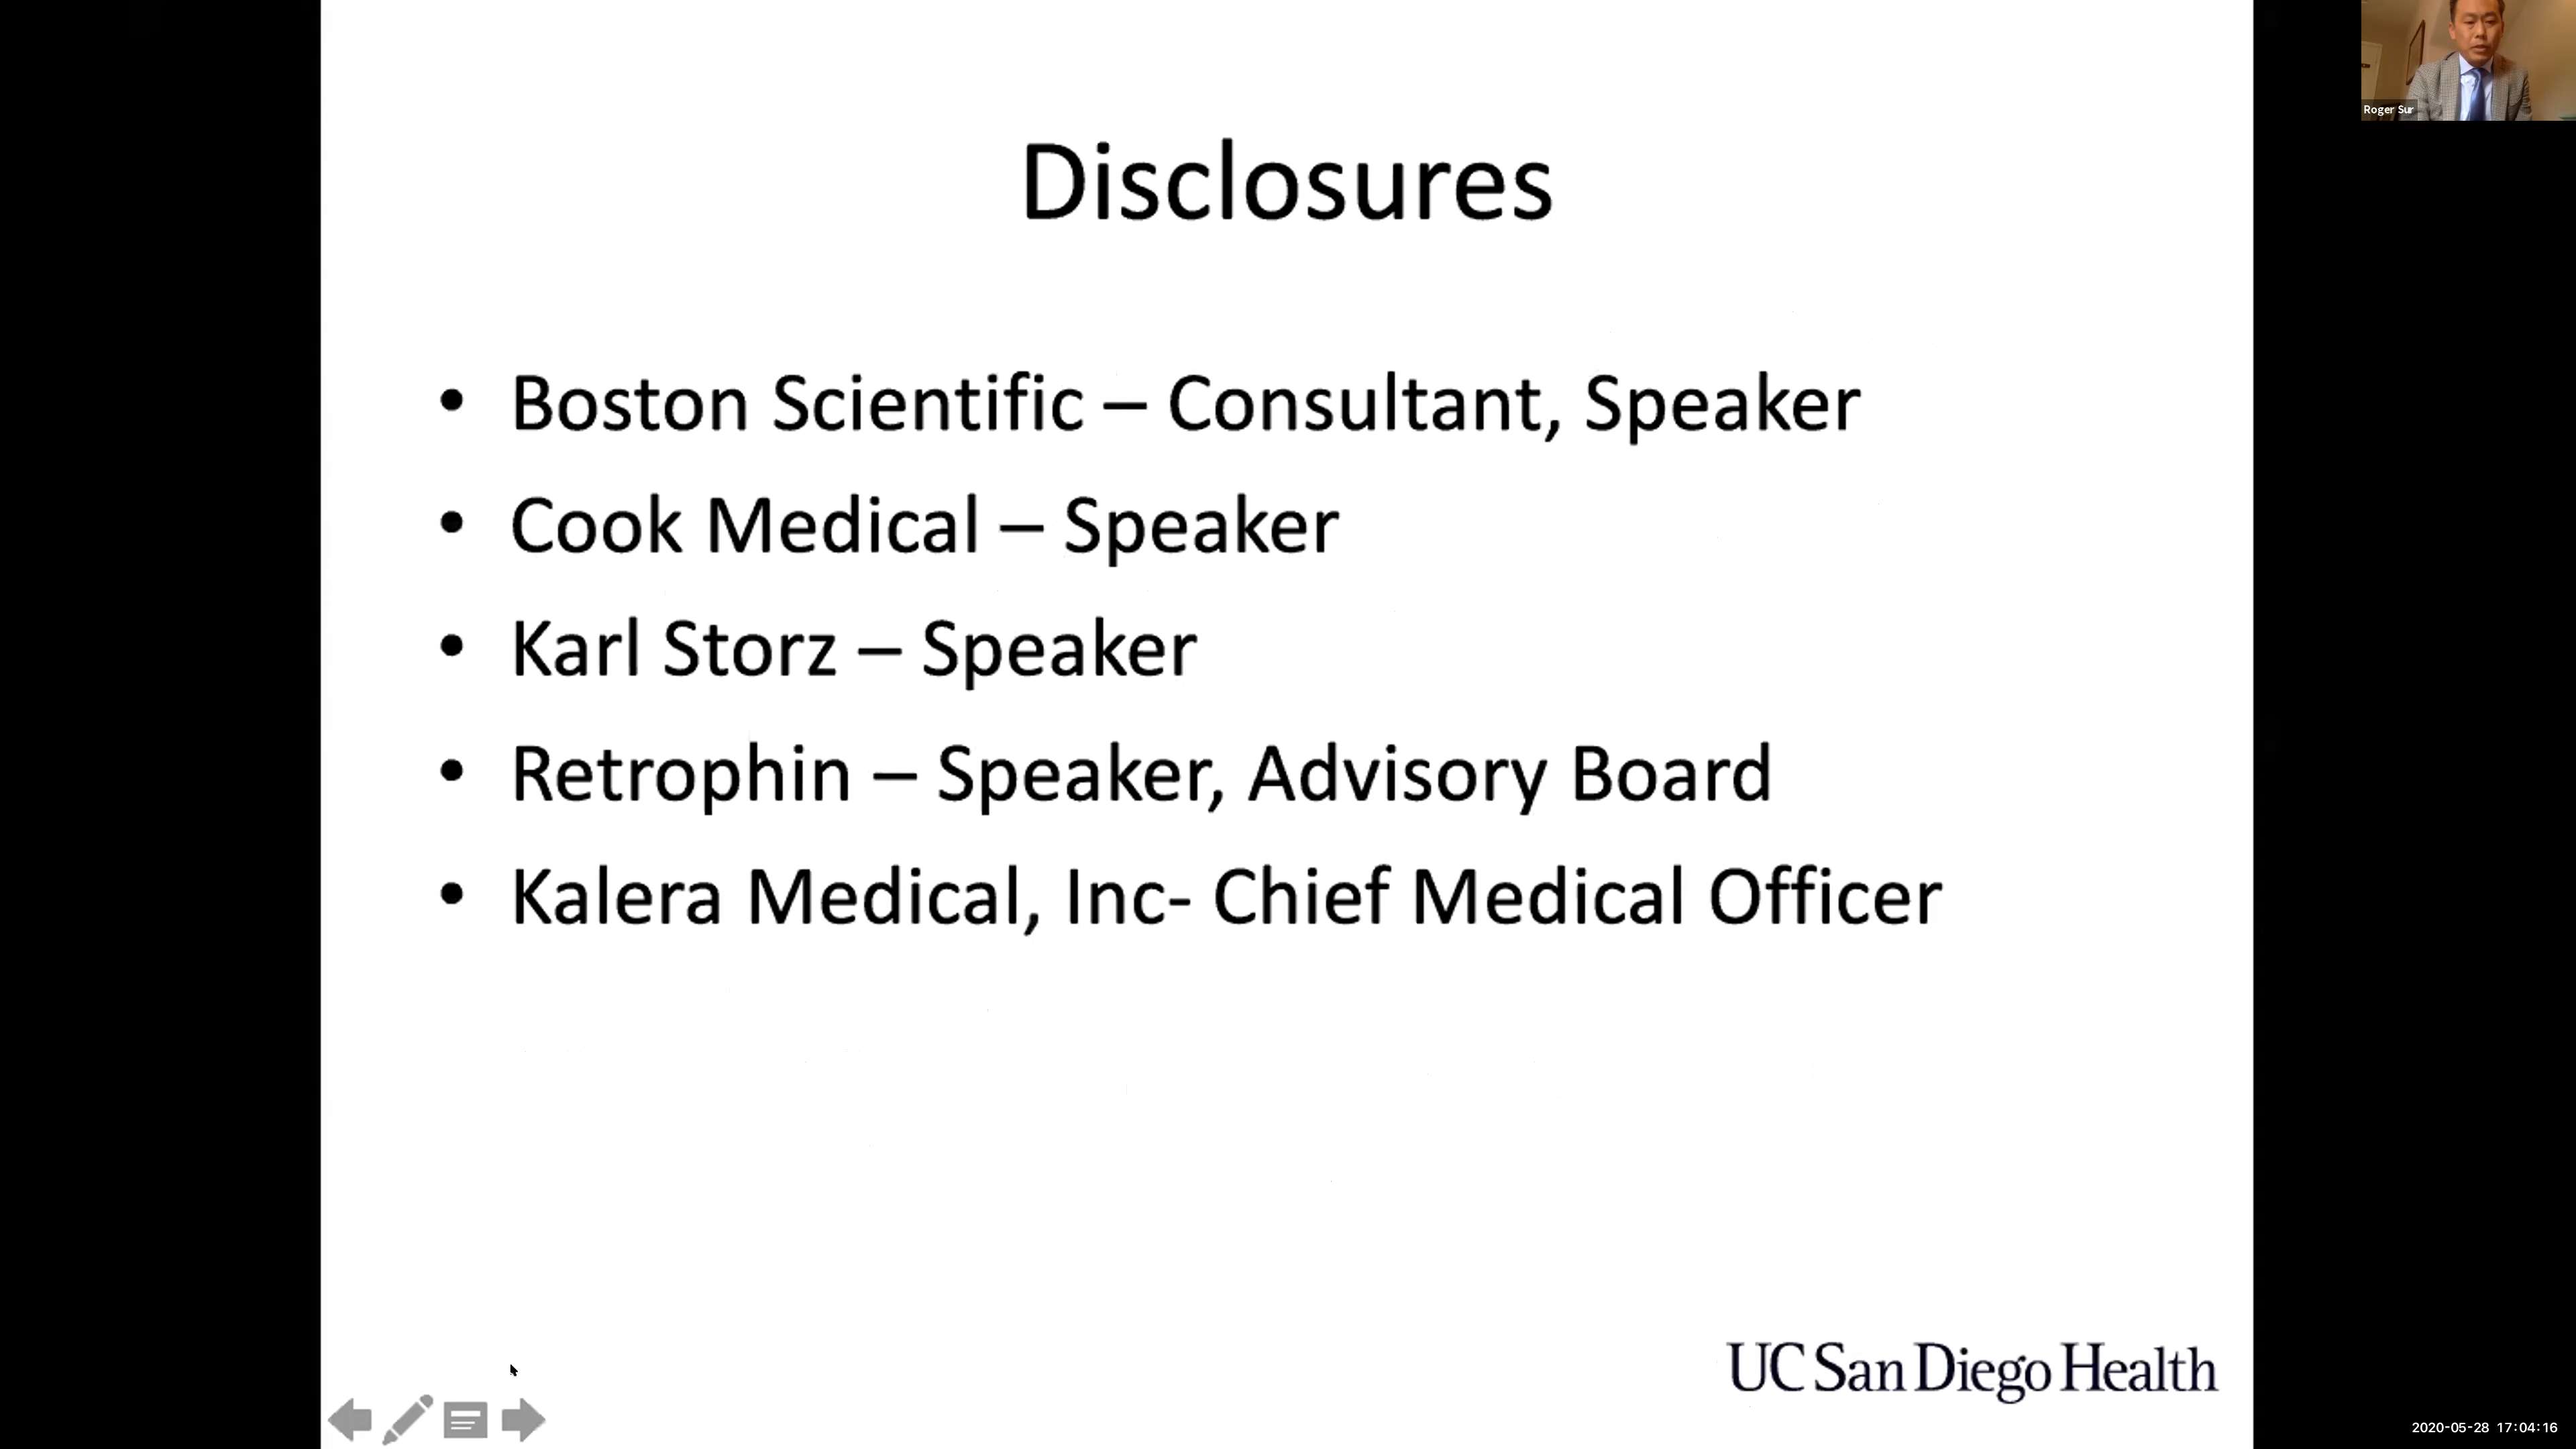 Roger Sur
Disclosures
• Boston Scientific – Consultant, Speaker
• Cook Medical – Speaker
• Karl Storz – Speaker
• Retrophin – Speaker, Advisory Board
• Kalera Medical, Inc- Chief Medical Officer
UC San Diego Health
2020-05-28 17:04:16